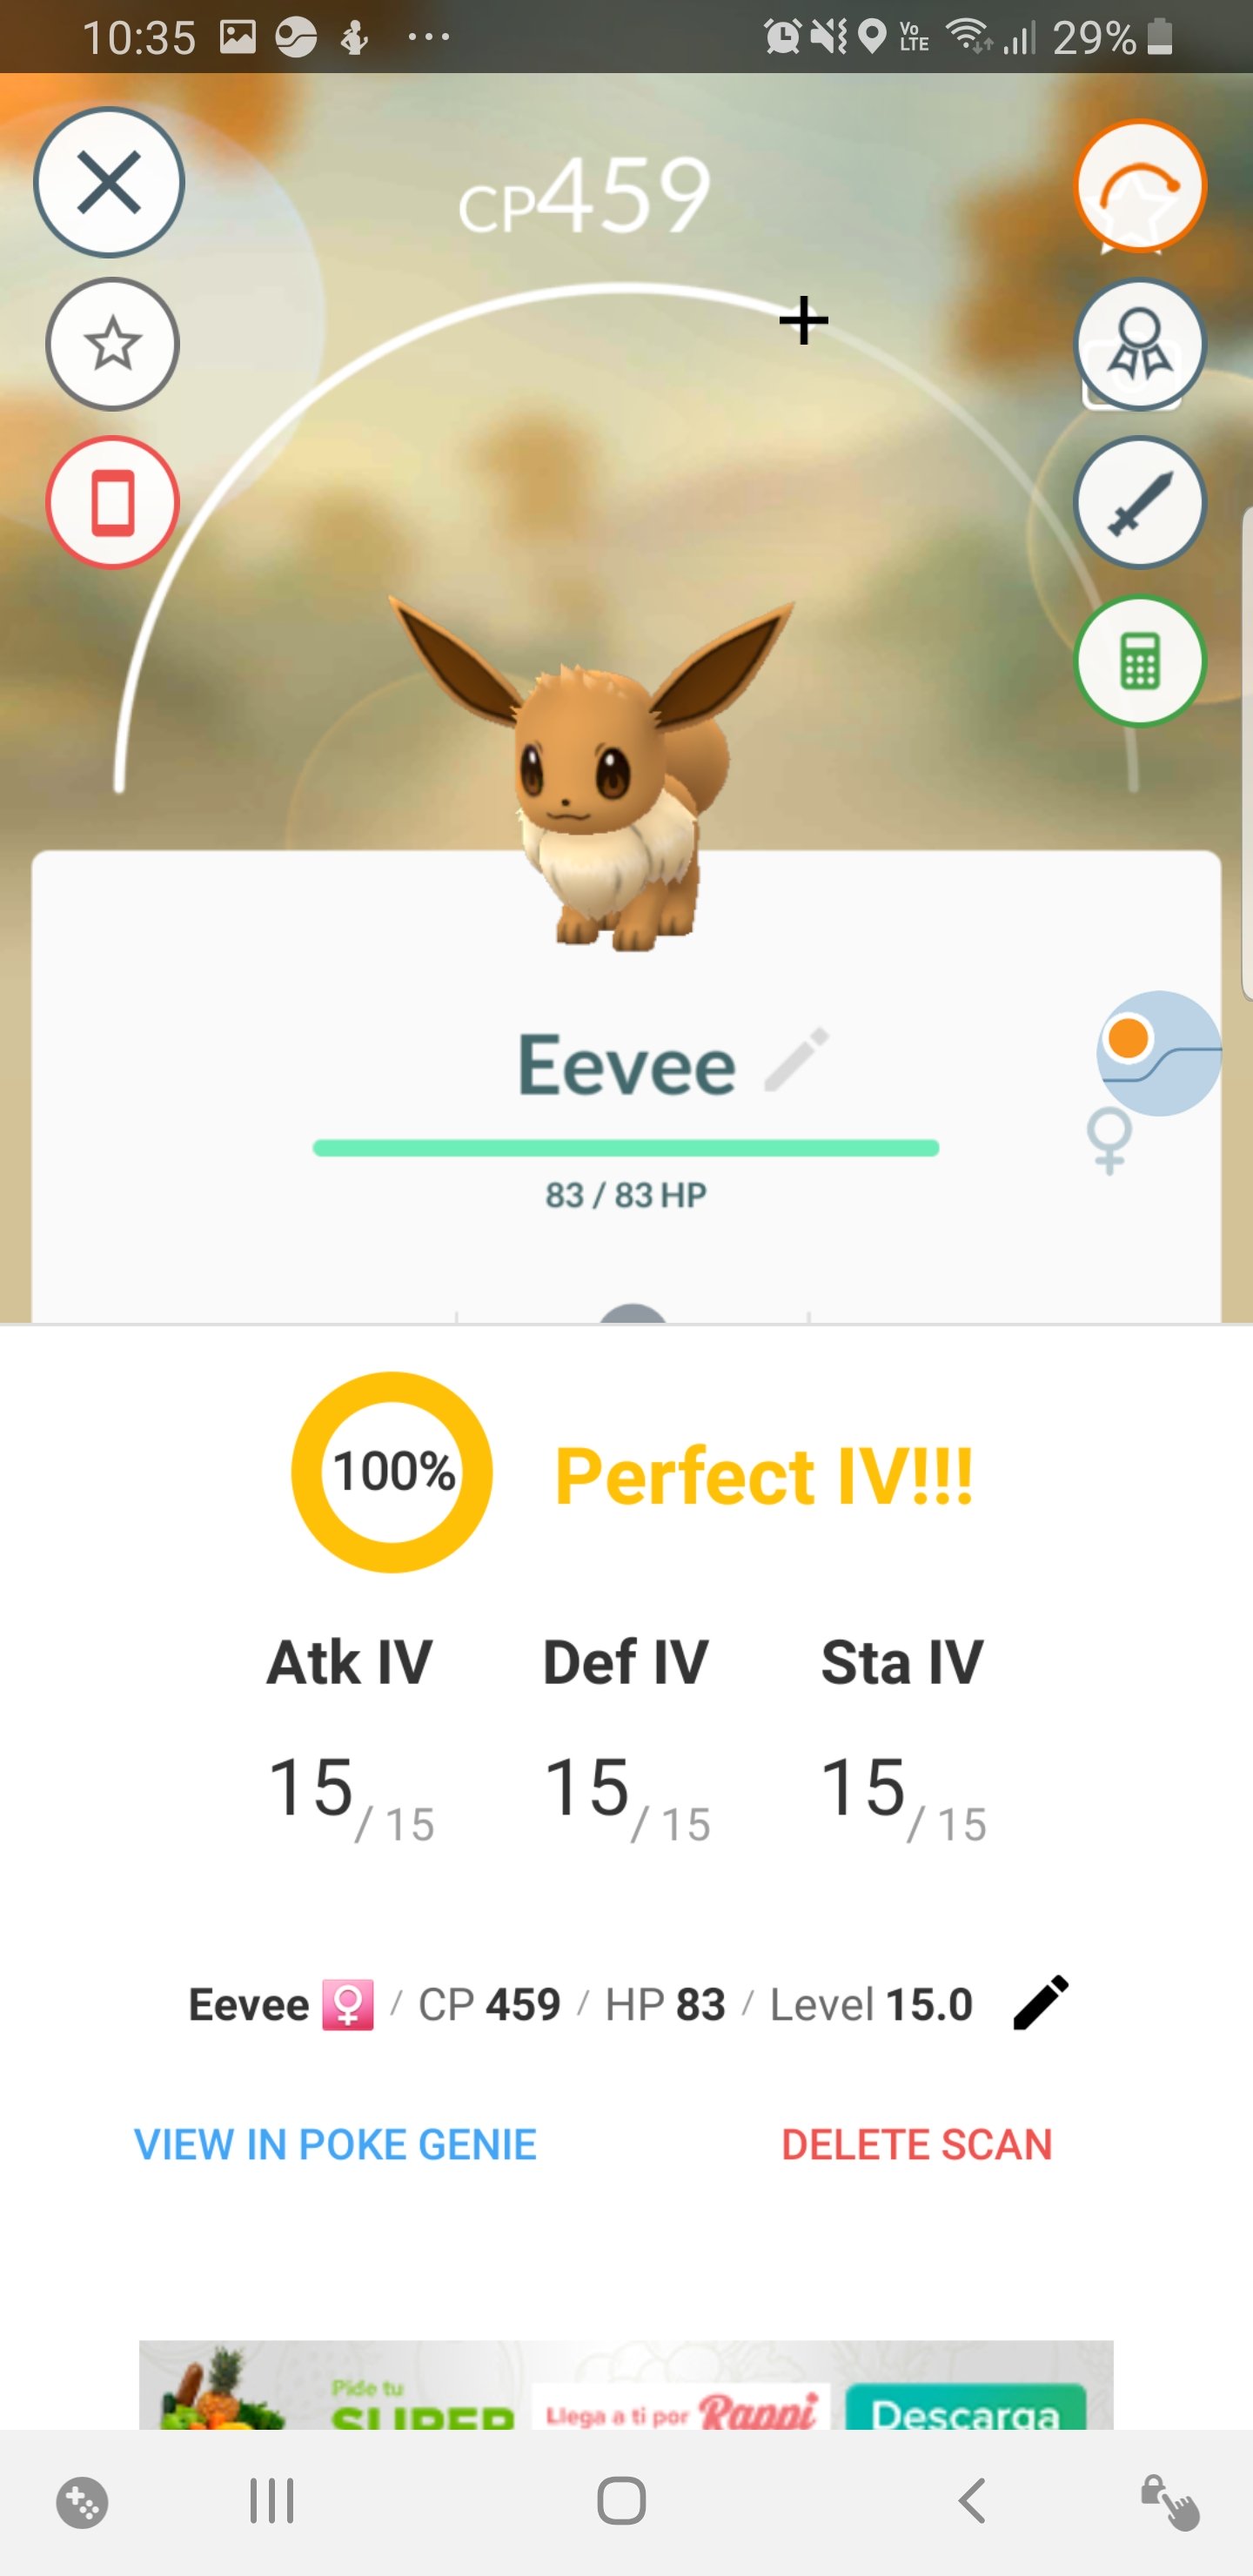 10:35 Vo LTE 29%
CP459
Eevee
83 / 83 HP
100% Perfect IV!!!
Atk IV Def IV Sta IV
15 / 15 15 / 15 15 / 15
Eevee / CP 459 / HP 83 / Level 15.0
VIEW IN POKE GENIE DELETE SCAN
Pide tu
SUPER Llega a ti por Rappi Descarga